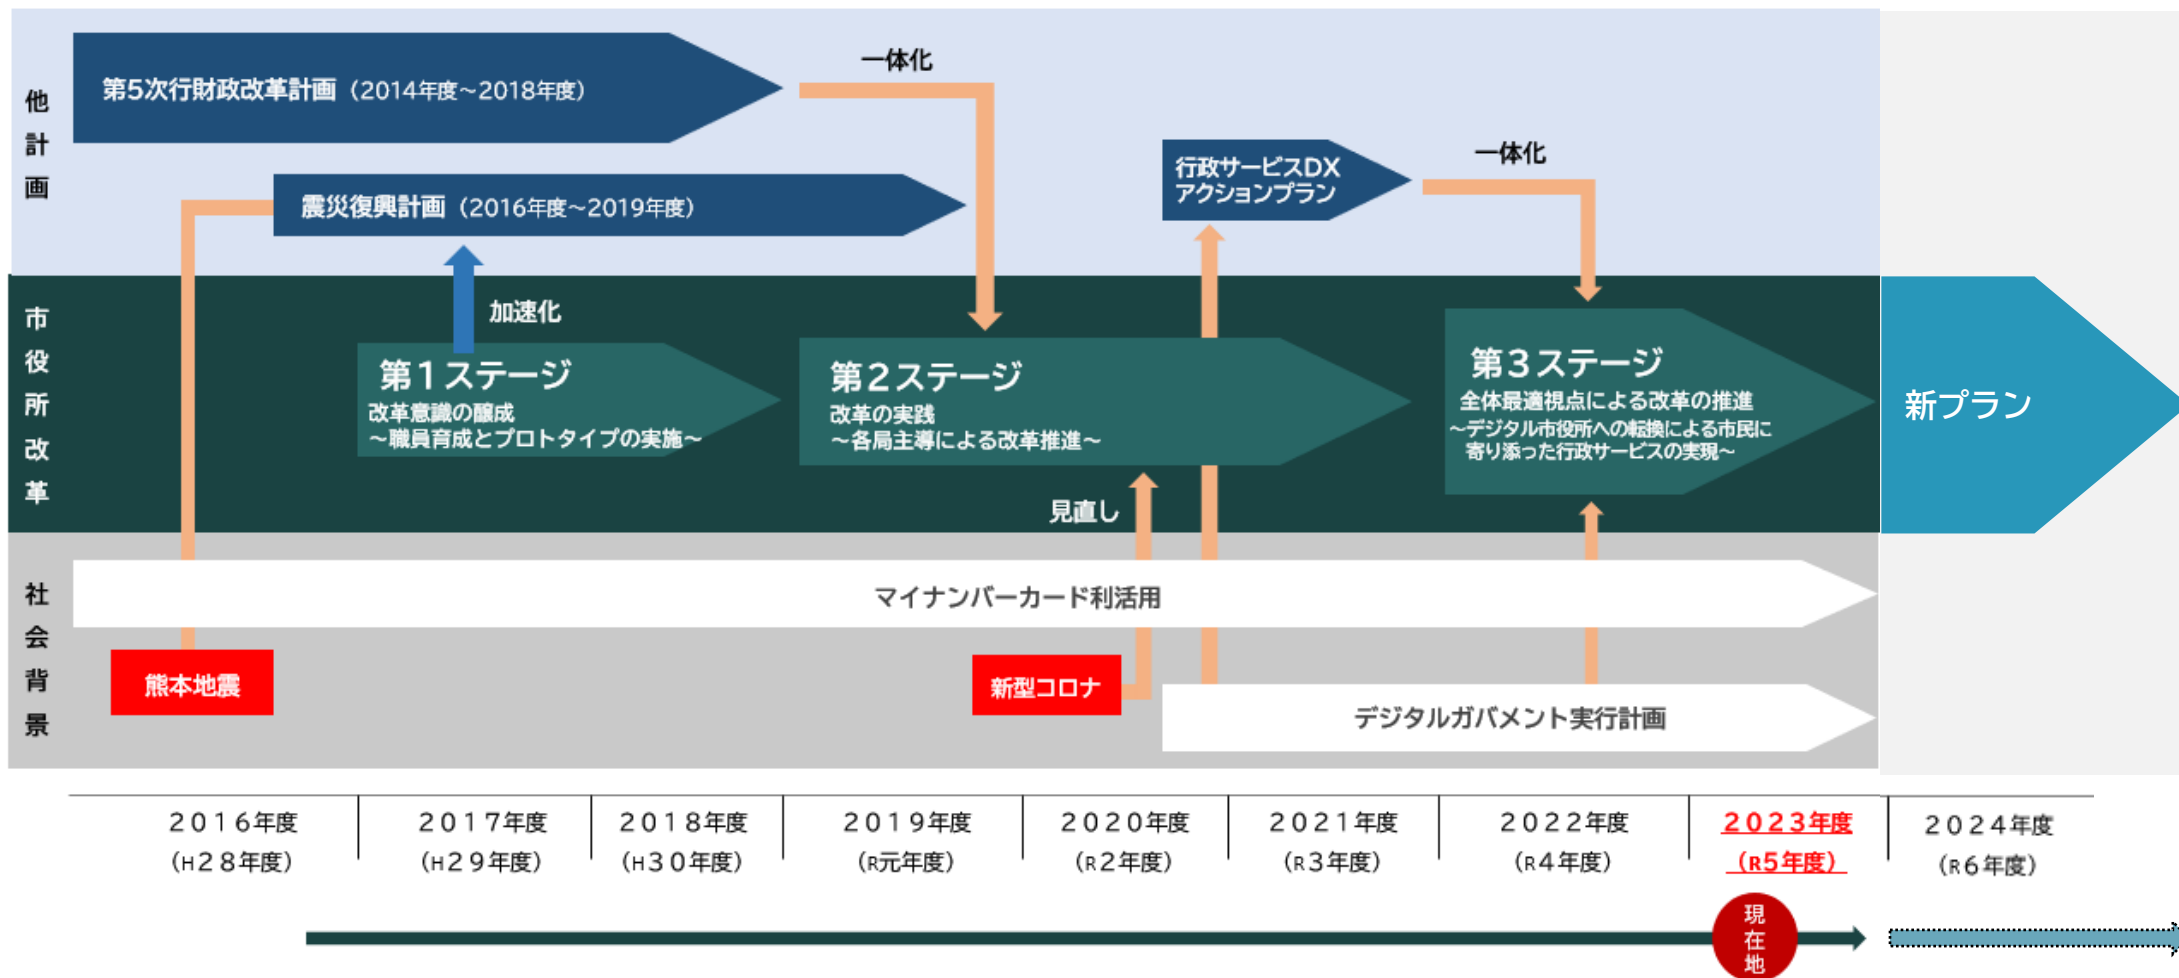 他計画
第5次行財政改革計画（2014年度～2018年度）
一体化
震災復興計画（2016年度～2019年度）
行政サービスDX
アクションプラン
一体化
市役所改革
加速化
第１ステージ
改革意識の醸成
～職員育成とプロトタイプの実施～
第２ステージ
改革の実践
～各局主導による改革推進～
見直し
第３ステージ
全体最適視点による改革の推進
～デジタル市役所への転換による市民に
寄り添った行政サービスの実現～
新プラン
社会背景
マイナンバーカード利活用
熊本地震
新型コロナ
デジタルガバメント実行計画
２０１６年度
（H２８年度）
２０１７年度
（H２９年度）
２０１８年度
（H３０年度）
２０１９年度
（R元年度）
２０２０年度
（R２年度）
２０２１年度
（R３年度）
２０２２年度
（R４年度）
２０２３年度
（R５年度）
２０２４年度
（R６年度）
現在地